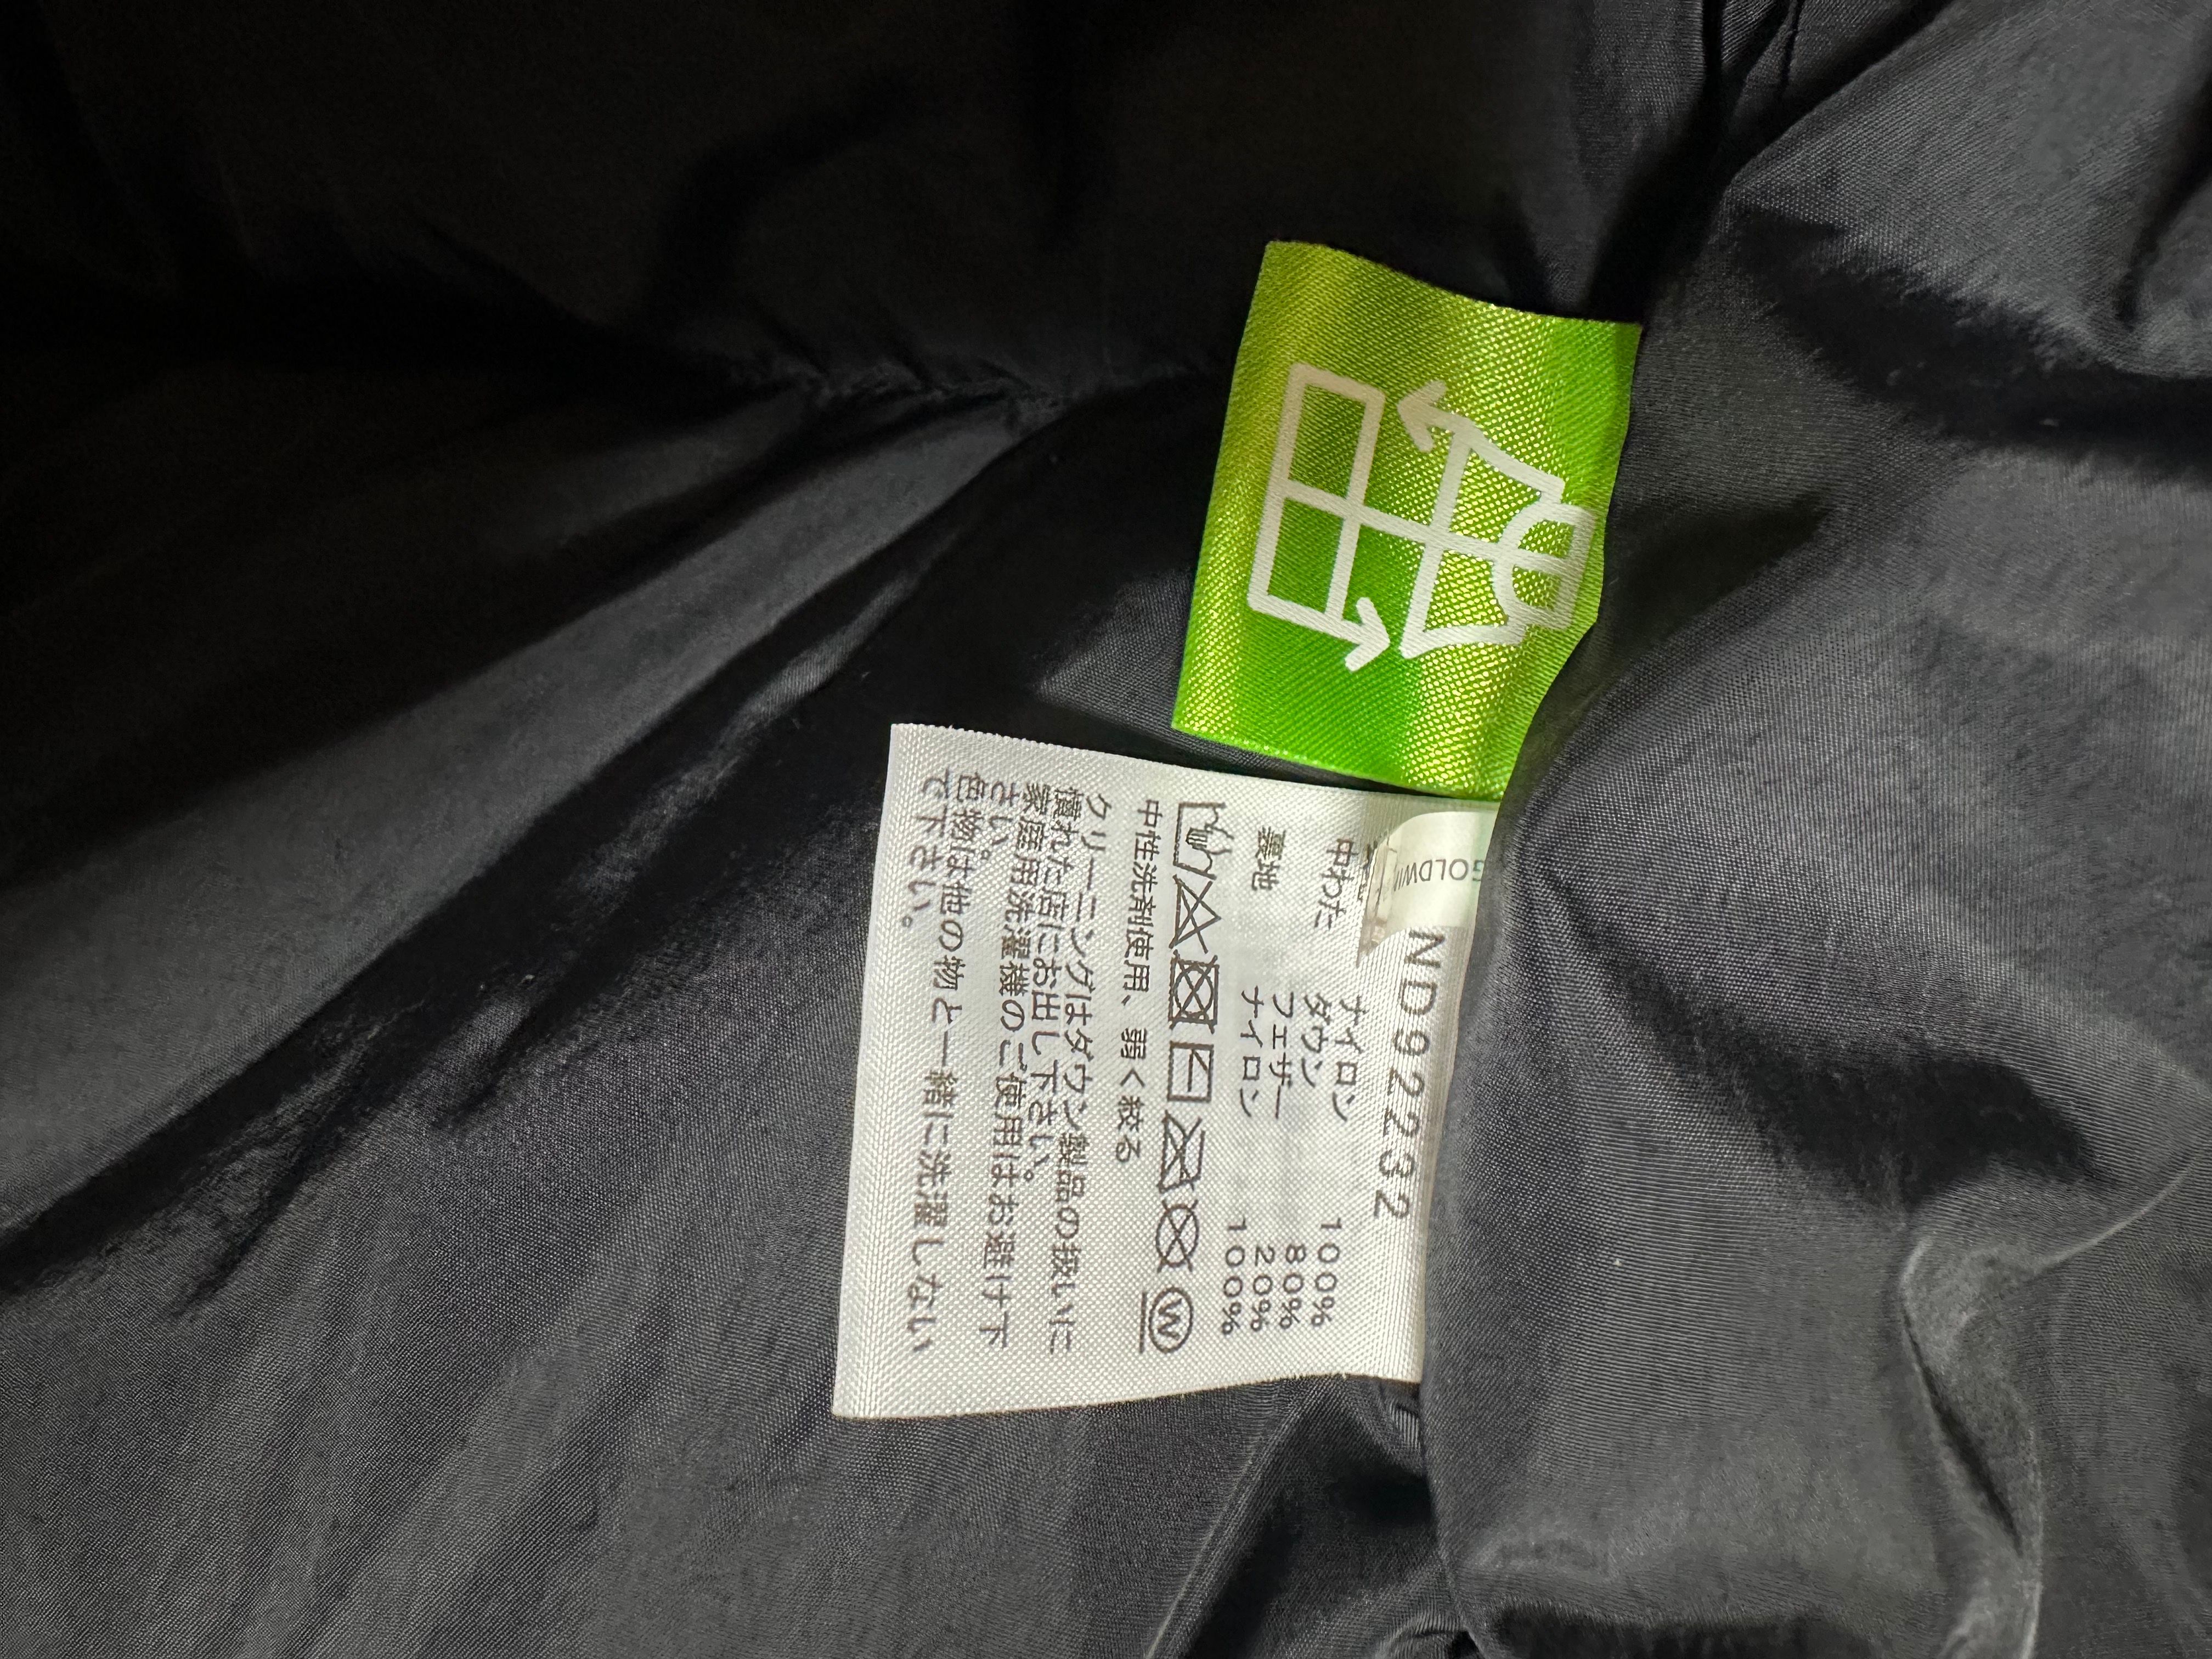 GOLDWI
ND92232
ナイロン 100%
中わた ダウン 80%
フェザー 20%
裏地 ナイロン 100%
W
中性洗剤使用、弱く絞る
クリーニングはダウン製品の扱いに
慣れた店にお出し下さい。
家庭用洗濯機のご使用はお避け下
さい。
色物は他の物と一緒に洗濯しない
で下さい。